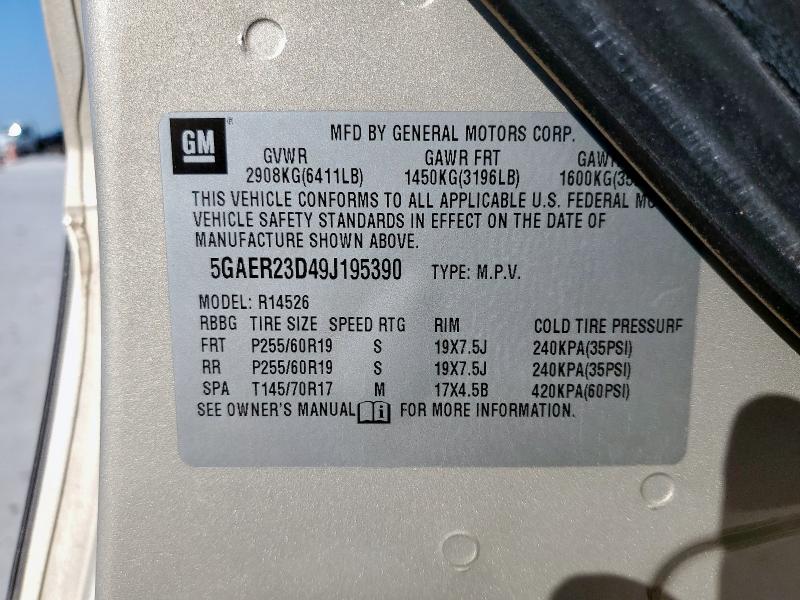 GM
MFD BY GENERAL MOTORS CORP.
GVWR GAWR FRT
2908KG(6411LB) 1450KG(3196LB)
THIS VEHICLE CONFORMS TO ALL APPLICABLE U.S. FEDERAL
VEHICLE SAFETY STANDARDS IN EFFECT ON THE DATE OF
MANUFACTURE SHOWN ABOVE.
5GAER23D49J195390 TYPE: M.P.V.
MODEL: R14526
RBBG TIRE SIZE SPEED RTG RIM COLD TIRE PRESSURE
FRT P255/60R19 S 19X7.5J 240KPA(35PSI)
RR P255/60R19 S 19X7.5J 240KPA(35PSI)
SPA T145/70R17 M 17X4.5B 420KPA(60PSI)
SEE OWNER'S MANUAL FOR MORE INFORMATION.